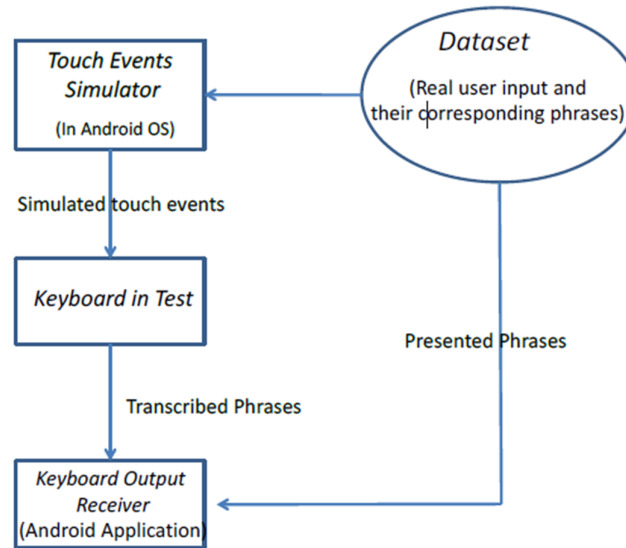 Touch Events
Simulator
(In Android OS)
Dataset
(Real user input and
their corresponding phrases)
Simulated touch events
Keyboard in Test
Presented Phrases
Transcribed Phrases
Keyboard Output
Receiver
(Android Application)